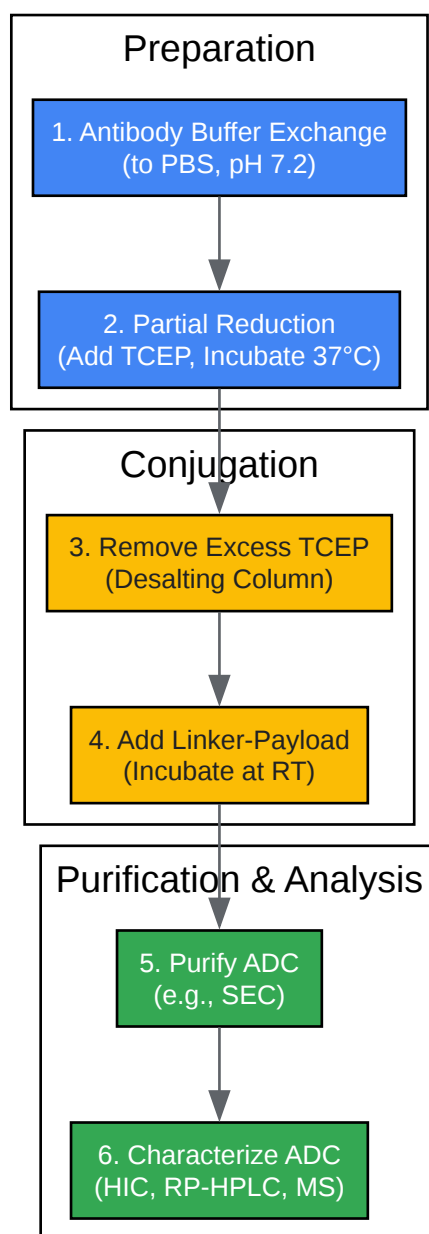 Preparation
1. Antibody Buffer Exchange
(to PBS, pH 7.2)
2. Partial Reduction
(Add TCEP, Incubate 37°C)
Conjugation
3. Remove Excess TCEP
(Desalting Column)
4. Add Linker-Payload
(Incubate at RT)
Purification & Analysis
5. Purify ADC
(e.g., SEC)
6. Characterize ADC
(HIC, RP-HPLC, MS)